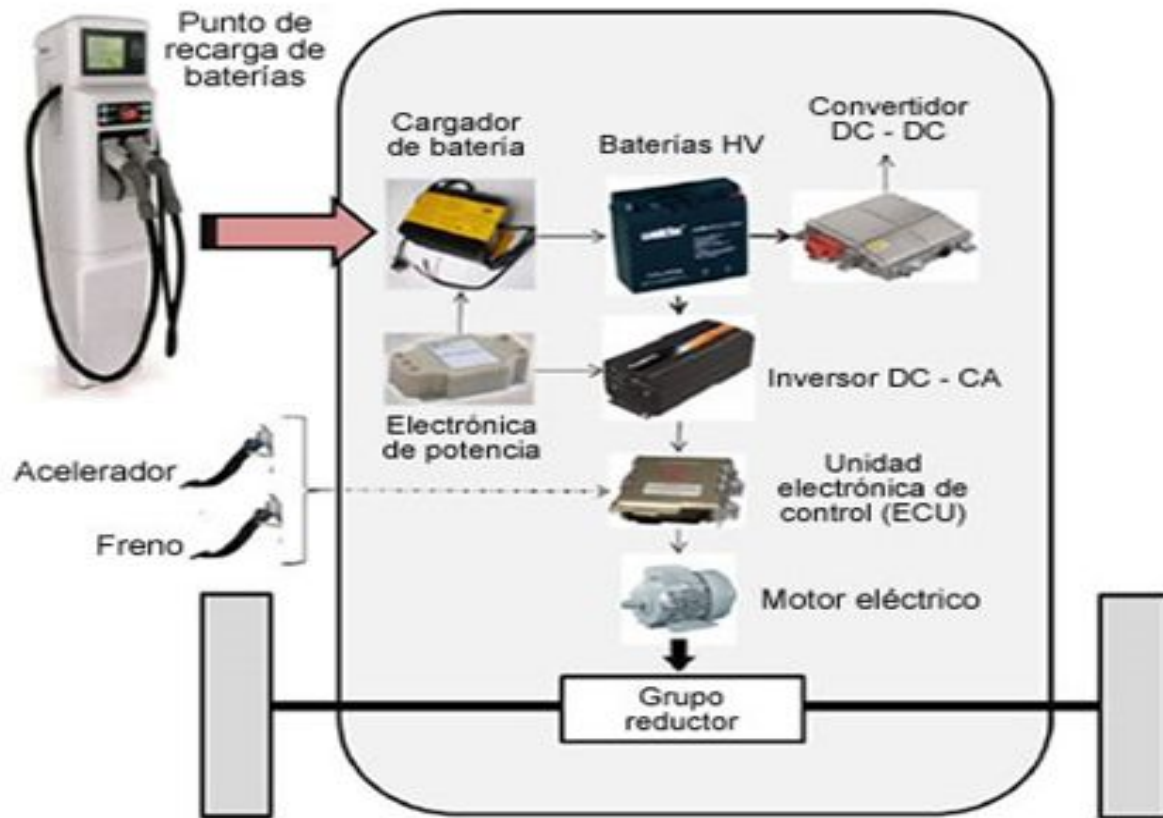 Punto de
recarga de
baterías
Cargador
de batería
Baterías HV
Convertidor
DC - DC
Inversor DC - CA
Electrónica
de potencia
Acelerador
Freno
Unidad
electrónica de
control (ECU)
Motor eléctrico
Grupo
reductor